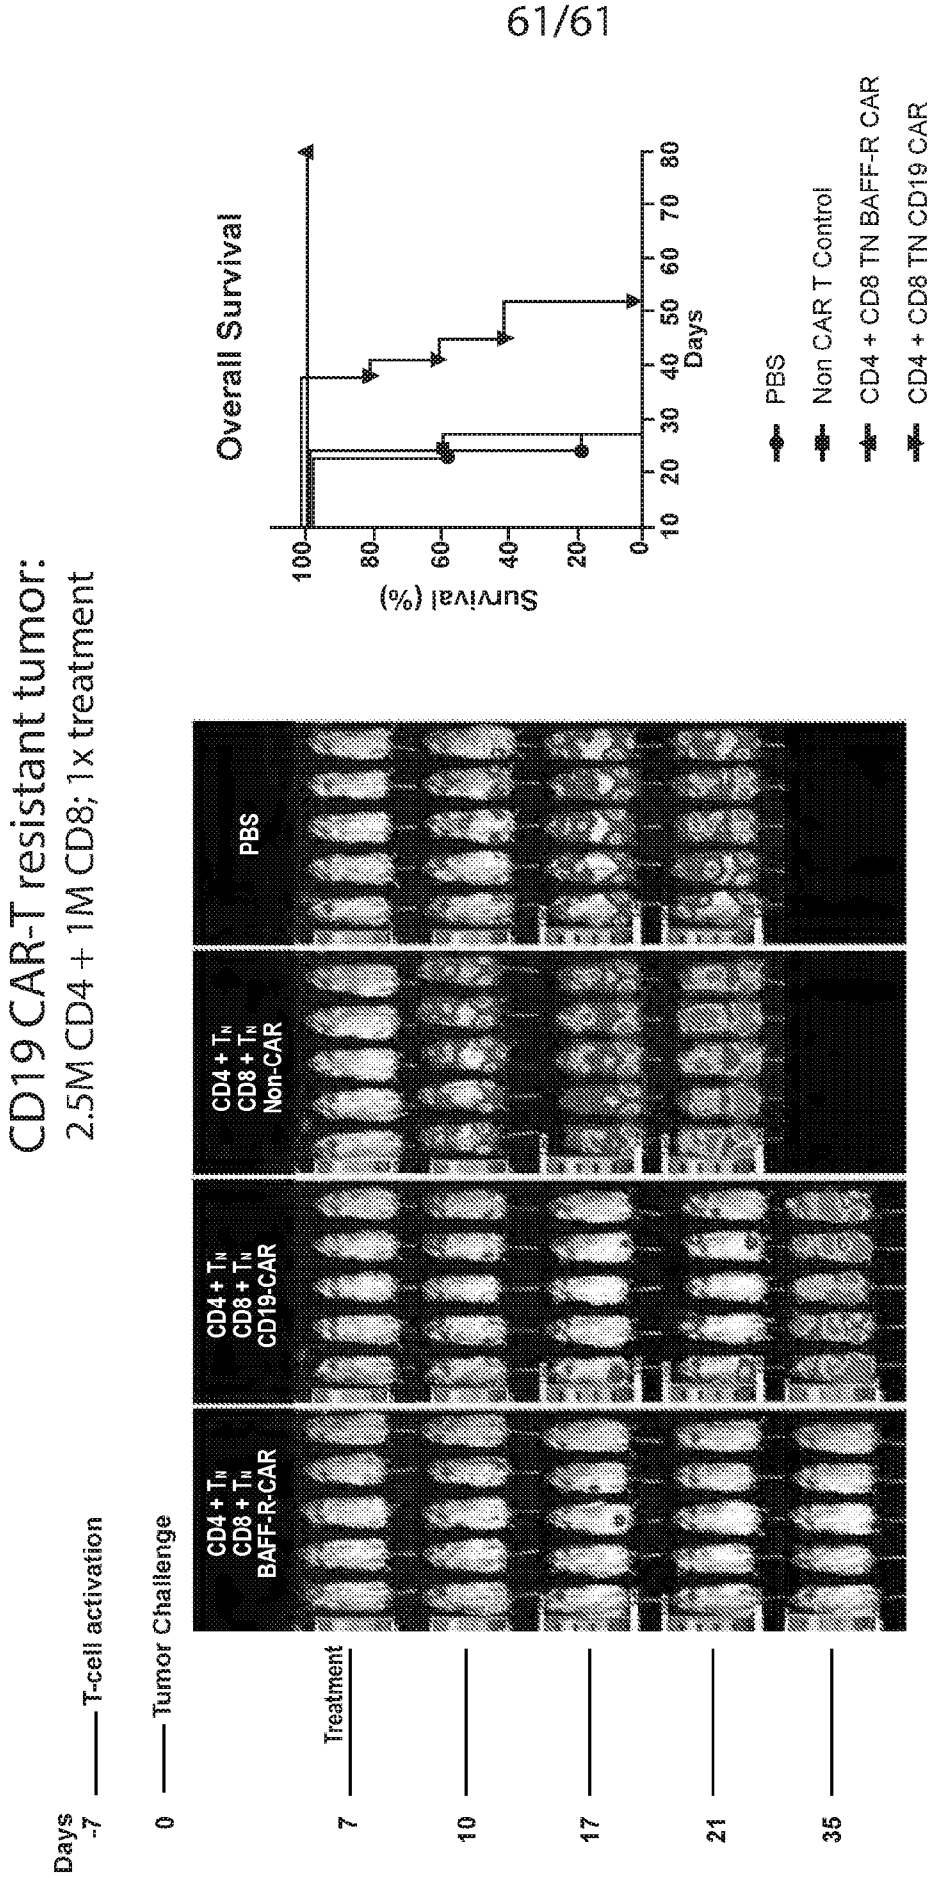 61/61
CD19 CAR-T resistant tumor:
2.5M CD4 + 1M CD8; 1x treatment
Days
-7 T-cell activation
0 Tumor Challenge
Treatment
7
10
17
21
35
CD4 + TN
CD8 + TN
BAFF-R-CAR
CD4 + TN
CD8 + TN
CD19-CAR
CD4 + TN
CD8 + TN
Non-CAR
PBS
Overall Survival
Survival (%)
100
80
60
40
20
0
10 20 30 40 50 60 70 80
Days
PBS
Non CAR T Control
CD4 + CD8 TN BAFF-R CAR
CD4 + CD8 TN CD19 CAR